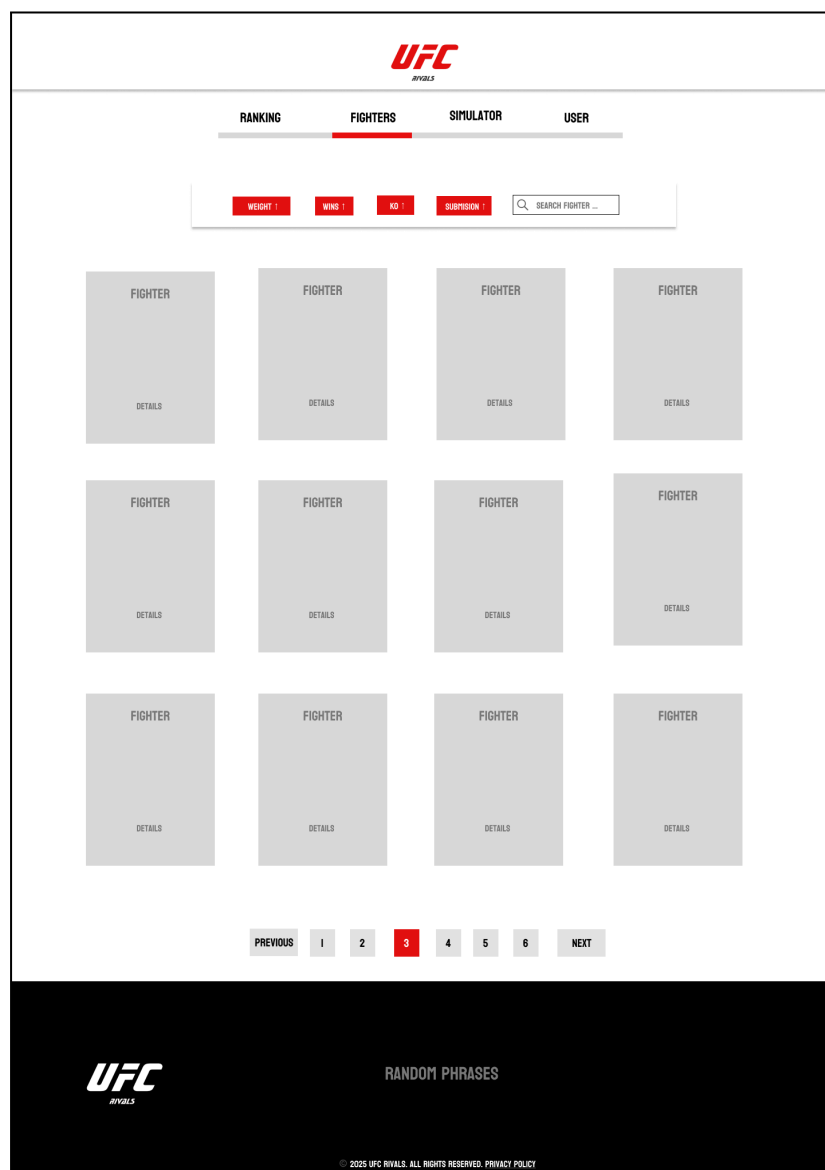 UFC
RIVALS
RANKING FIGHTERS SIMULATOR USER
WEIGHT ↑ WINS ↑ KO ↑ SUBMISION ↑ SEARCH FIGHTER ...
FIGHTER FIGHTER FIGHTER FIGHTER
DETAILS DETAILS DETAILS DETAILS
FIGHTER FIGHTER FIGHTER FIGHTER
DETAILS DETAILS DETAILS DETAILS
FIGHTER FIGHTER FIGHTER FIGHTER
DETAILS DETAILS DETAILS DETAILS
PREVIOUS 1 2 3 4 5 6 NEXT
UFC
RIVALS
RANDOM PHRASES
© 2025 UFC RIVALS. ALL RIGHTS RESERVED. PRIVACY POLICY